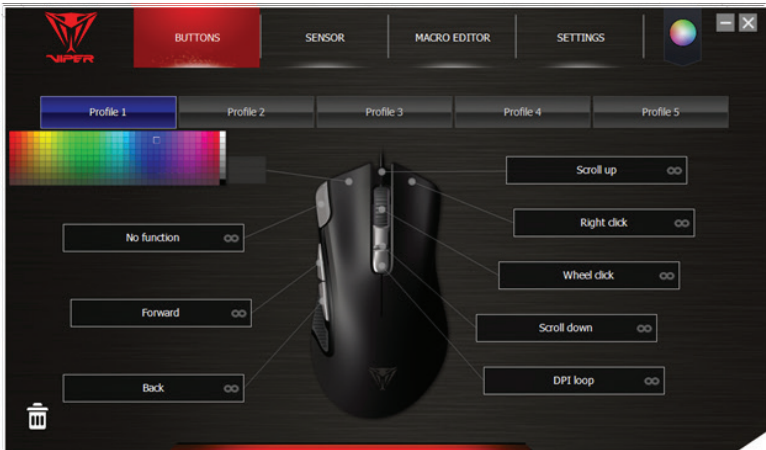 VIPER
BUTTONS
SENSOR
MACRO EDITOR
SETTINGS
Profile 1
Profile 2
Profile 3
Profile 4
Profile 5
Scroll up
Right click
No function
Wheel click
Forward
Scroll down
Back
DPI loop